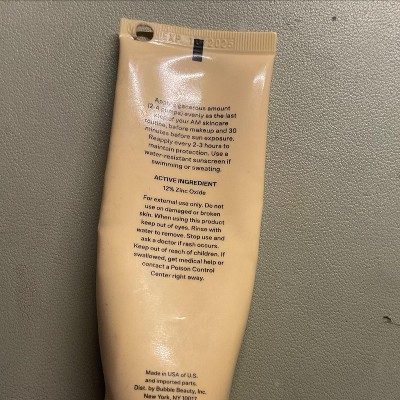 EXP. 2025
Apply a generous amount
(2-4 pumps) evenly as the last
step of your AM skincare
routine, before makeup and 30
minutes before sun exposure.
Reapply every 2-3 hours to
maintain protection. Use a
water-resistant sunscreen if
swimming or sweating.
ACTIVE INGREDIENT
12% Zinc Oxide
For external use only. Do not
use on damaged or broken
skin. When using this product
keep out of eyes. Rinse with
water to remove. Stop use and
ask a doctor if rash occurs.
Keep out of reach of children. If
swallowed, get medical help or
contact a Poison Control
Center right away.
Made in USA of U.S.
and imported parts.
Dist. by Bubble Beauty, Inc.
New York, NY 10017